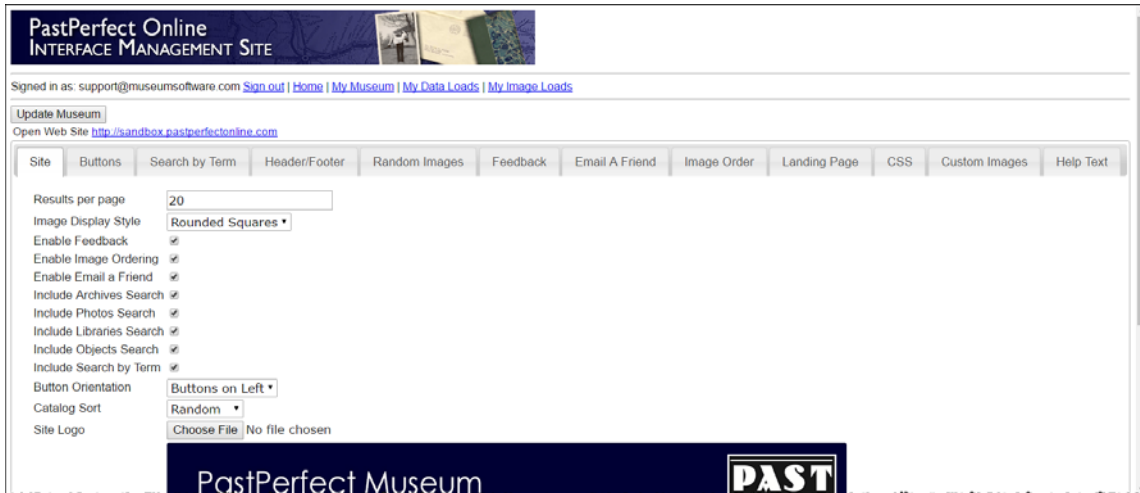 PastPerfect Online
INTERFACE MANAGEMENT SITE
Signed in as: support@museumsoftware.com Sign out | Home | My Museum | My Data Loads | My Image Loads
Update Museum
Open Web Site http://sandbox.pastperfectonline.com
Site Buttons Search by Term Header/Footer Random Images Feedback Email A Friend Image Order Landing Page CSS Custom Images Help Text
Results per page 20
Image Display Style Rounded Squares
Enable Feedback
Enable Image Ordering
Enable Email a Friend
Include Archives Search
Include Photos Search
Include Libraries Search
Include Objects Search
Include Search by Term
Button Orientation Buttons on Left
Catalog Sort Random
Site Logo Choose File No file chosen
PastPerfect Museum PAST